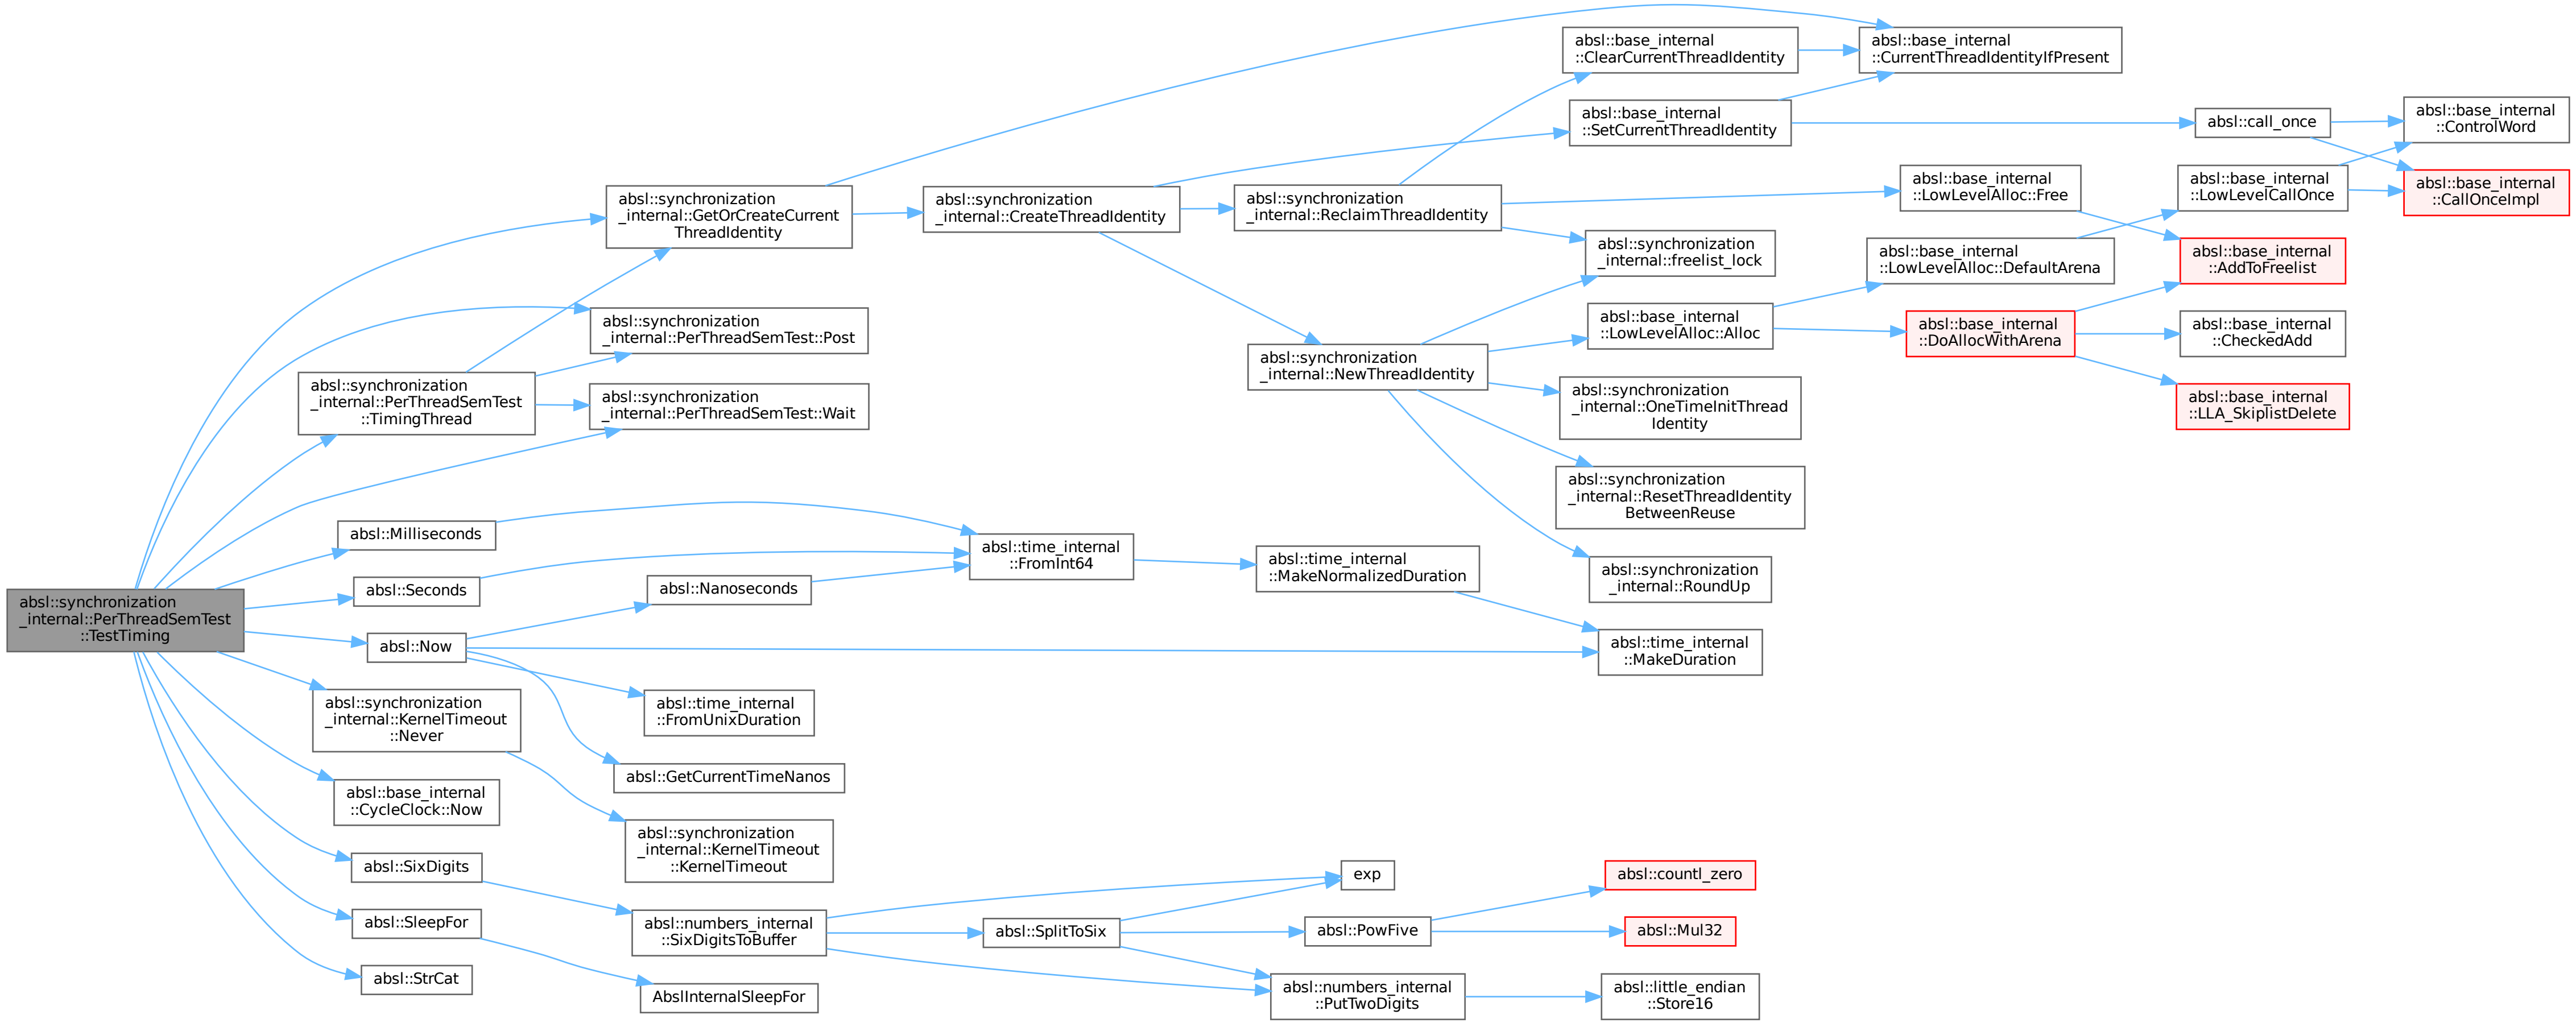 absl::synchronization
_internal::PerThreadSemTest
::TestTiming
absl::synchronization
_internal::GetOrCreateCurrent
ThreadIdentity
absl::synchronization
_internal::PerThreadSemTest::Post
absl::synchronization
_internal::PerThreadSemTest
::TimingThread
absl::synchronization
_internal::PerThreadSemTest::Wait
absl::Milliseconds
absl::Seconds
absl::Now
absl::synchronization
_internal::KernelTimeout
::Never
absl::base_internal
::CycleClock::Now
absl::SixDigits
absl::SleepFor
absl::StrCat
absl::Nanoseconds
absl::time_internal
::FromUnixDuration
absl::GetCurrentTimeNanos
absl::synchronization
_internal::KernelTimeout
::KernelTimeout
absl::numbers_internal
::SixDigitsToBuffer
AbslInternalSleepFor
absl::synchronization
_internal::CreateThreadIdentity
absl::time_internal
::FromInt64
absl::SplitToSix
absl::synchronization
_internal::ReclaimThreadIdentity
absl::synchronization
_internal::NewThreadIdentity
absl::time_internal
::MakeNormalizedDuration
exp
absl::PowFive
absl::numbers_internal
::PutTwoDigits
absl::base_internal
::ClearCurrentThreadIdentity
absl::base_internal
::SetCurrentThreadIdentity
absl::synchronization
_internal::freelist_lock
absl::base_internal
::LowLevelAlloc::Alloc
absl::synchronization
_internal::OneTimeInitThread
Identity
absl::synchronization
_internal::ResetThreadIdentity
BetweenReuse
absl::synchronization
_internal::RoundUp
absl::time_internal
::MakeDuration
absl::countl_zero
absl::Mul32
absl::little_endian
::Store16
absl::base_internal
::CurrentThreadIdentityIfPresent
absl::base_internal
::LowLevelAlloc::Free
absl::base_internal
::LowLevelAlloc::DefaultArena
absl::base_internal
::DoAllocWithArena
absl::call_once
absl::base_internal
::LowLevelCallOnce
absl::base_internal
::AddToFreelist
absl::base_internal
::CheckedAdd
absl::base_internal
::LLA_SkiplistDelete
absl::base_internal
::ControlWord
absl::base_internal
::CallOnceImpl